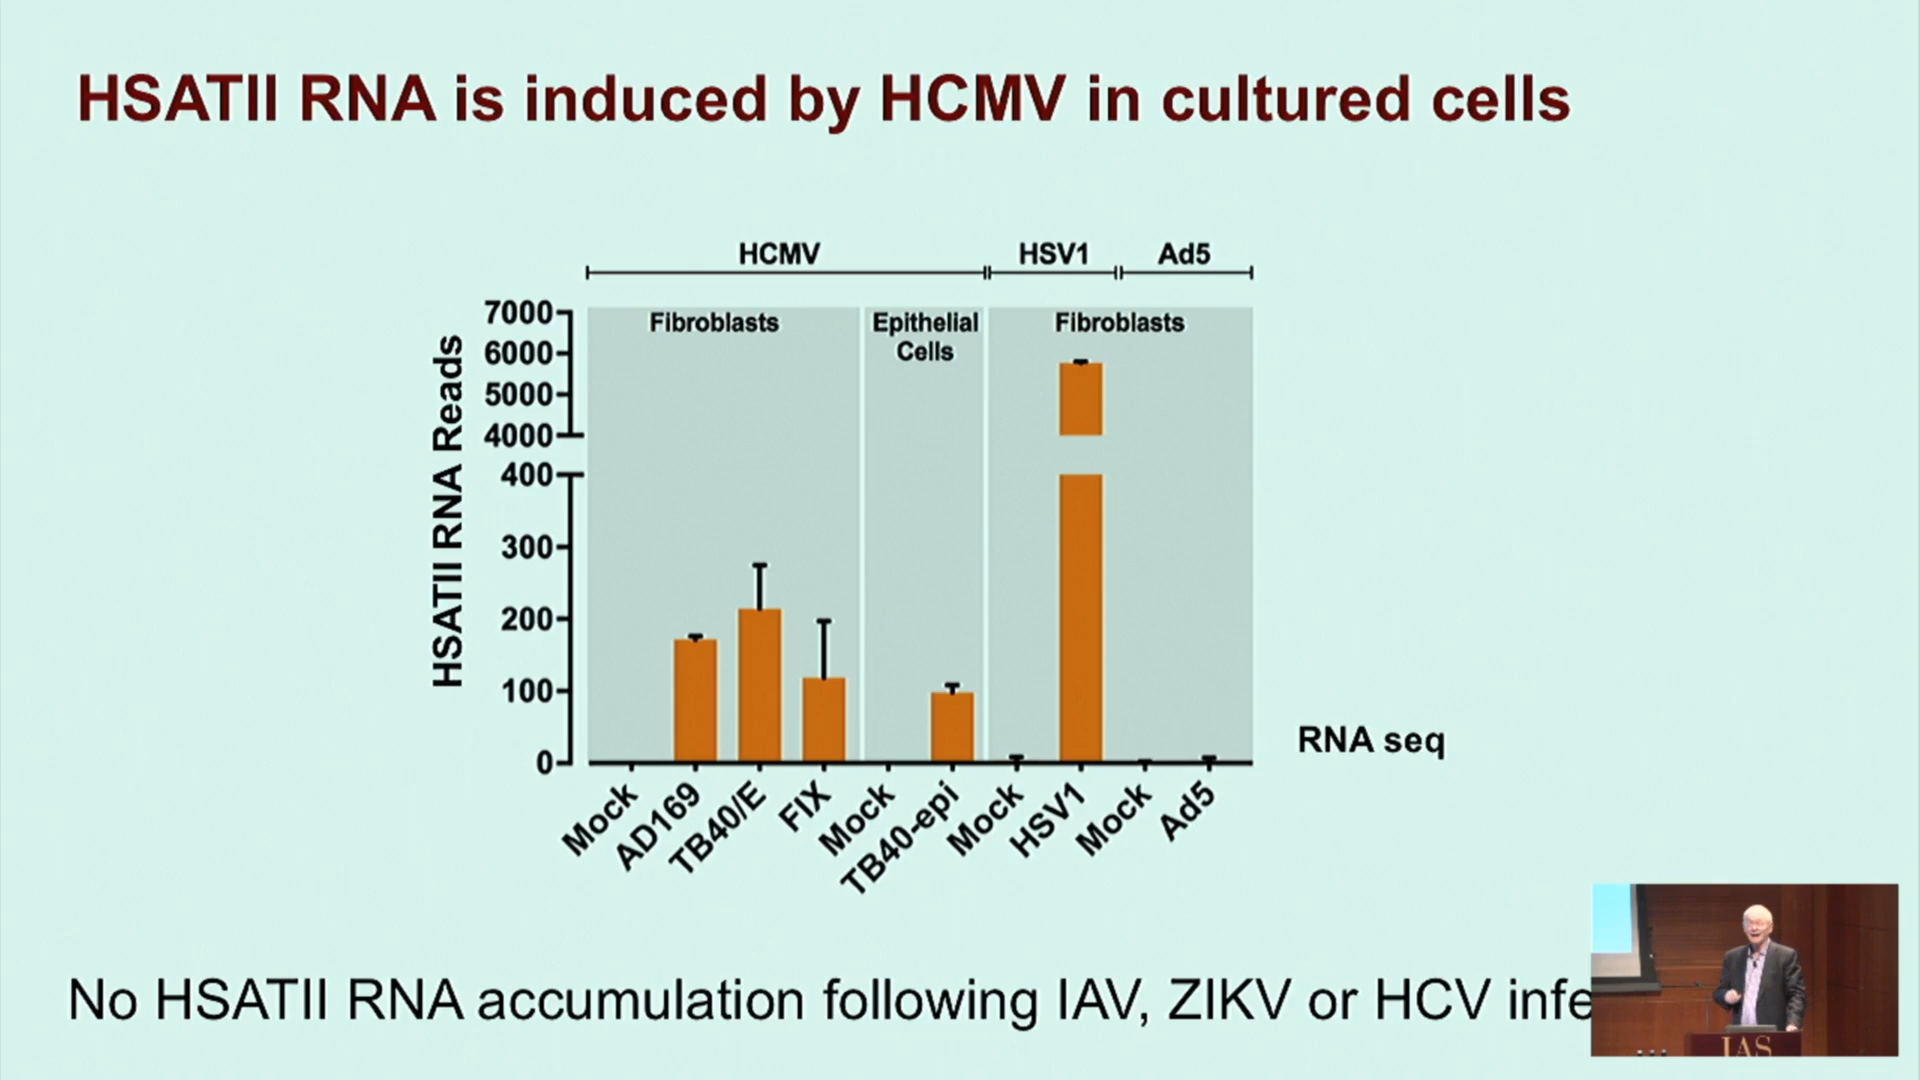 HSATII RNA is induced by HCMV in cultured cells
HCMV HSV1 Ad5
Fibroblasts Epithelial Cells Fibroblasts
HSATII RNA Reads
7000
6000
5000
4000
400
300
200
100
0
Mock AD169 TB40/E FIX Mock TB40-epi Mock HSV1 Mock Ad5
RNA seq
No HSATII RNA accumulation following IAV, ZIKV or HCV infe
IAS